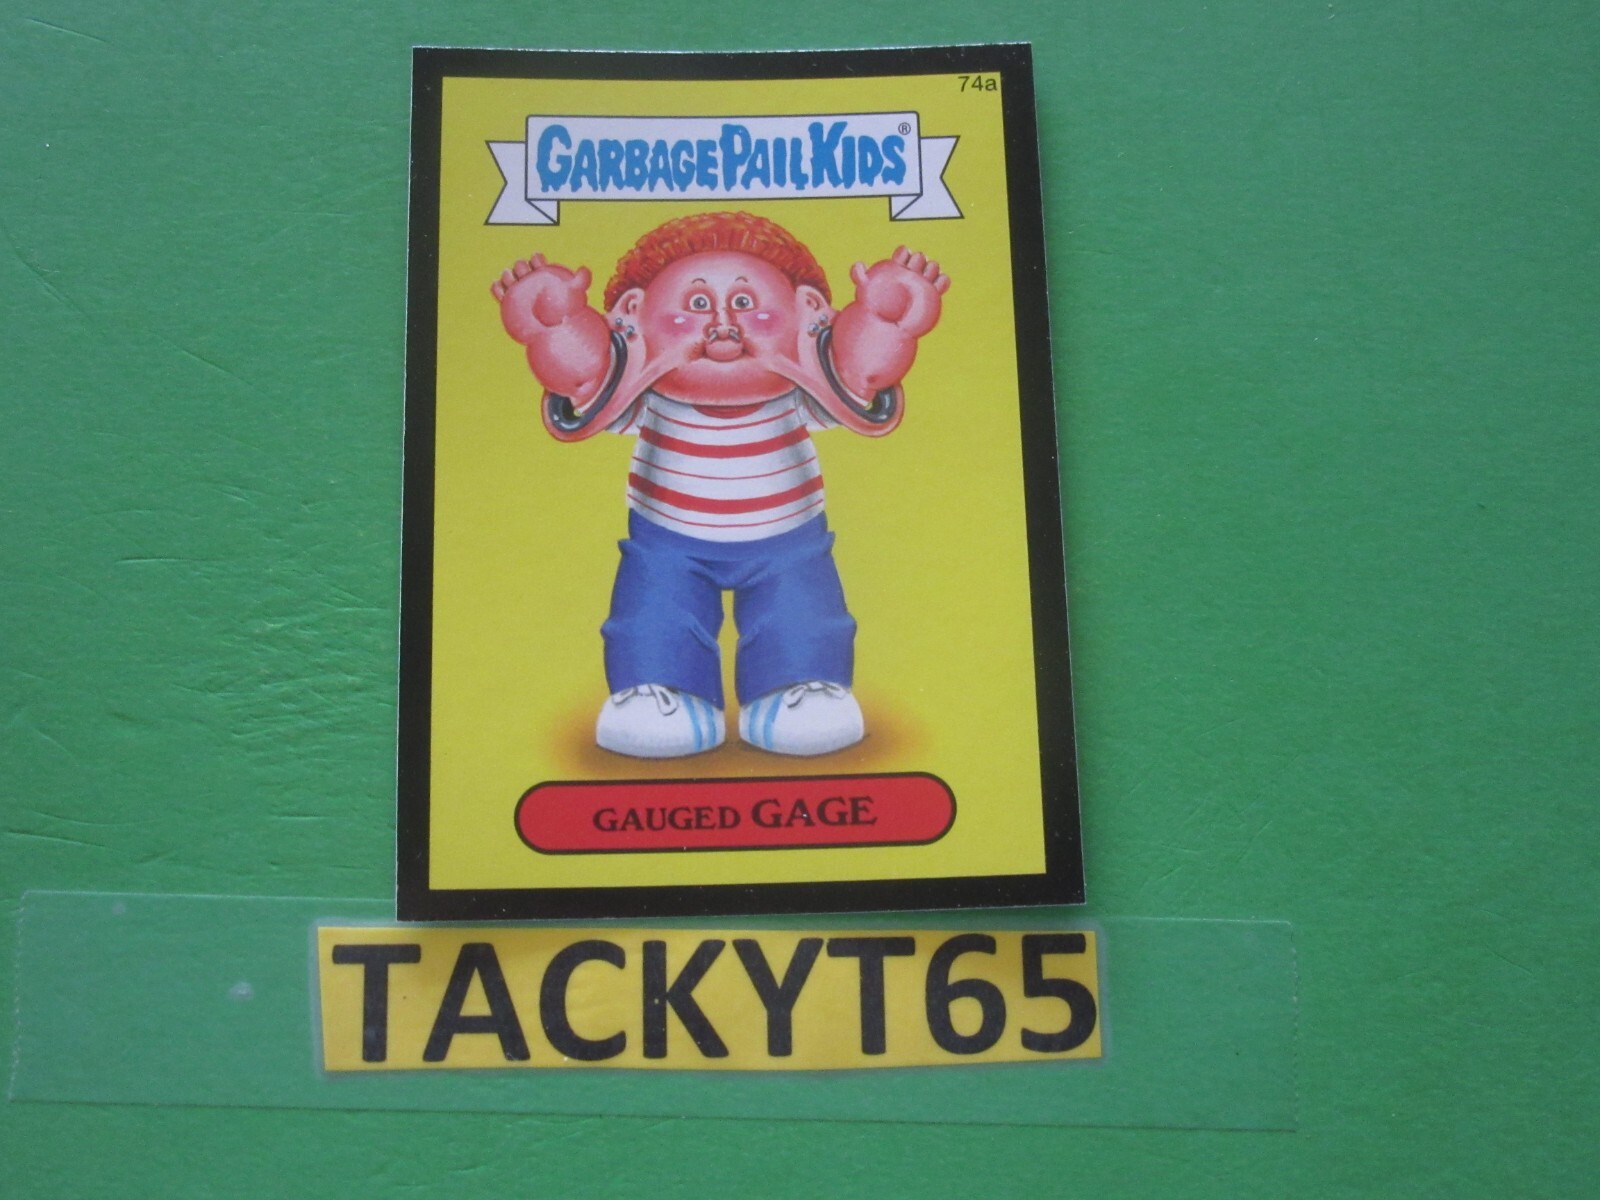 74a
GARBAGE PAIL KIDS®
GAUGED GAGE
TACKYT65